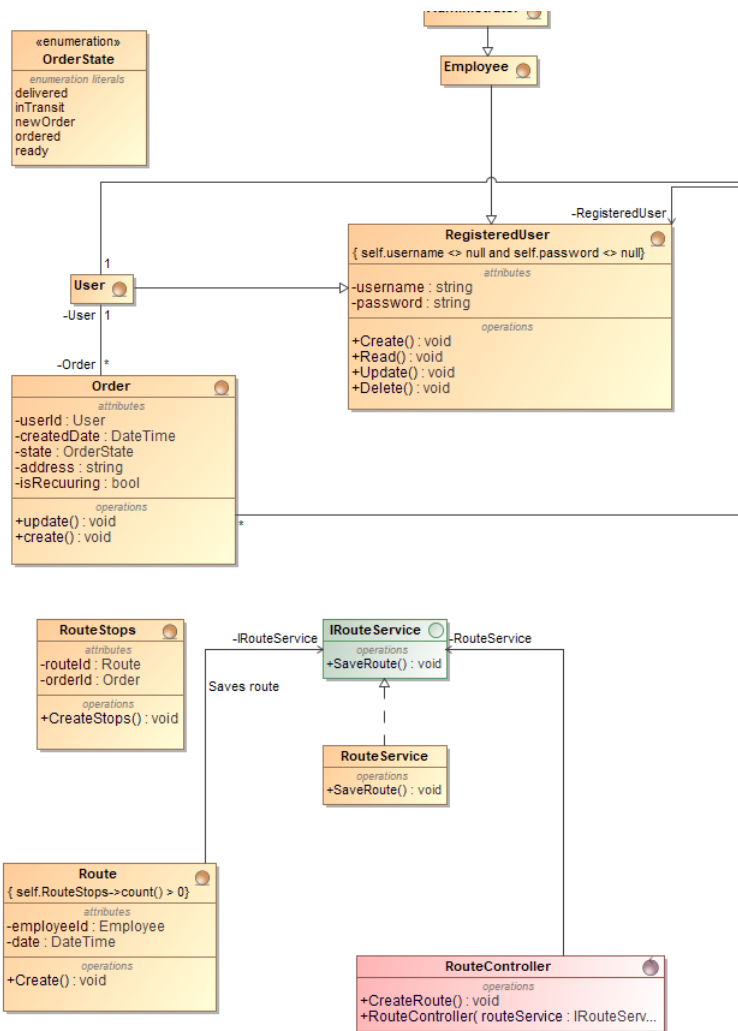 «enumeration»
OrderState
enumeration literals
delivered
inTransit
newOrder
ordered
ready
Employee
-RegisteredUser
RegisteredUser
{ self.username <> null and self.password <> null}
attributes
-username : string
-password : string
operations
+Create() : void
+Read() : void
+Update() : void
+Delete() : void
1
User
-User
1
-Order
*
Order
attributes
-userId : User
-createdDate : DateTime
-state : OrderState
-address : string
-isRecuuring : bool
operations
+update() : void
+create() : void
*
RouteStops
attributes
-routeId : Route
-orderId : Order
operations
+CreateStops() : void
-IRouteService
Saves route
IRouteService
operations
+SaveRoute() : void
-RouteService
RouteService
operations
+SaveRoute() : void
Route
{ self.RouteStops->count() > 0}
attributes
-employeeId : Employee
-date : DateTime
operations
+Create() : void
RouteController
operations
+CreateRoute() : void
+RouteController( routeService : IRouteServ...